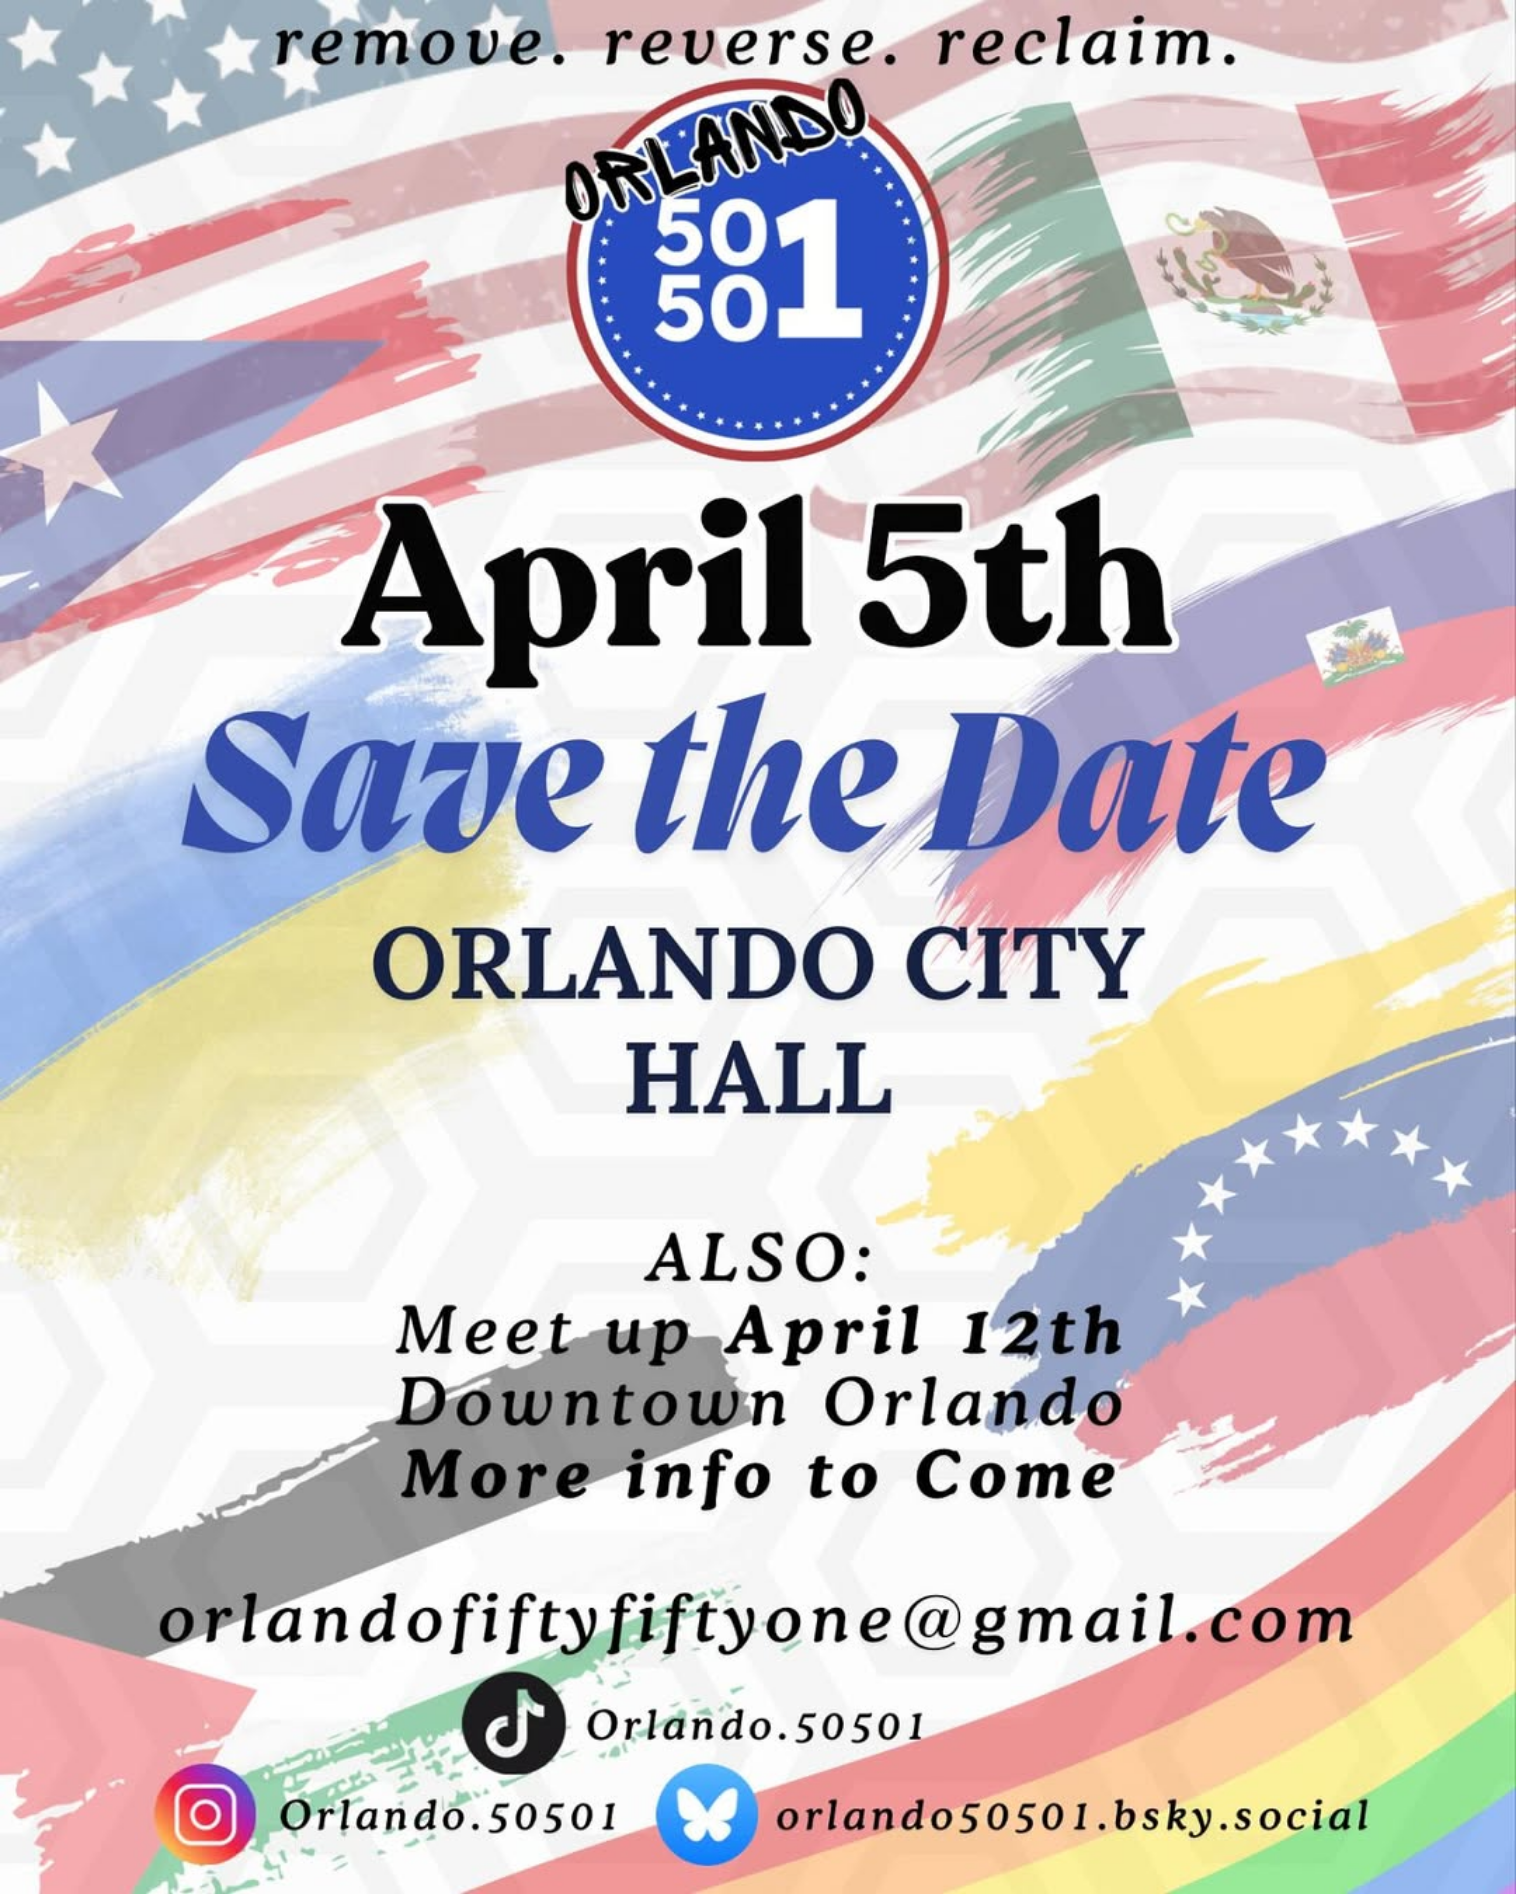 remove. reverse. reclaim.
ORLANDO
50
50
1
April 5th
Save the Date
ORLANDO CITY
HALL
ALSO:
Meet up April 12th
Downtown Orlando
More info to Come
orlandofiftyfiftyone@gmail.com
Orlando.50501
Orlando.50501
orlando50501.bsky.social